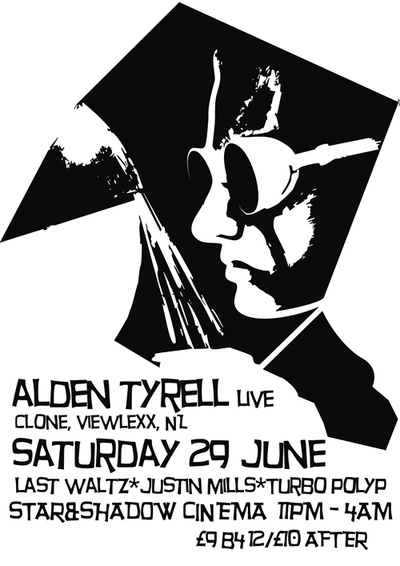 ALDEN TYRELL LIVE
CLONE, VIEWLEXX, NL
SATURDAY 29 JUNE
LAST WALTZ*JUSTIN MILLS*TURBO POLYP
STAR&SHADOW CINEMA 11PM - 4AM
£9 B4 12/£10 AFTER